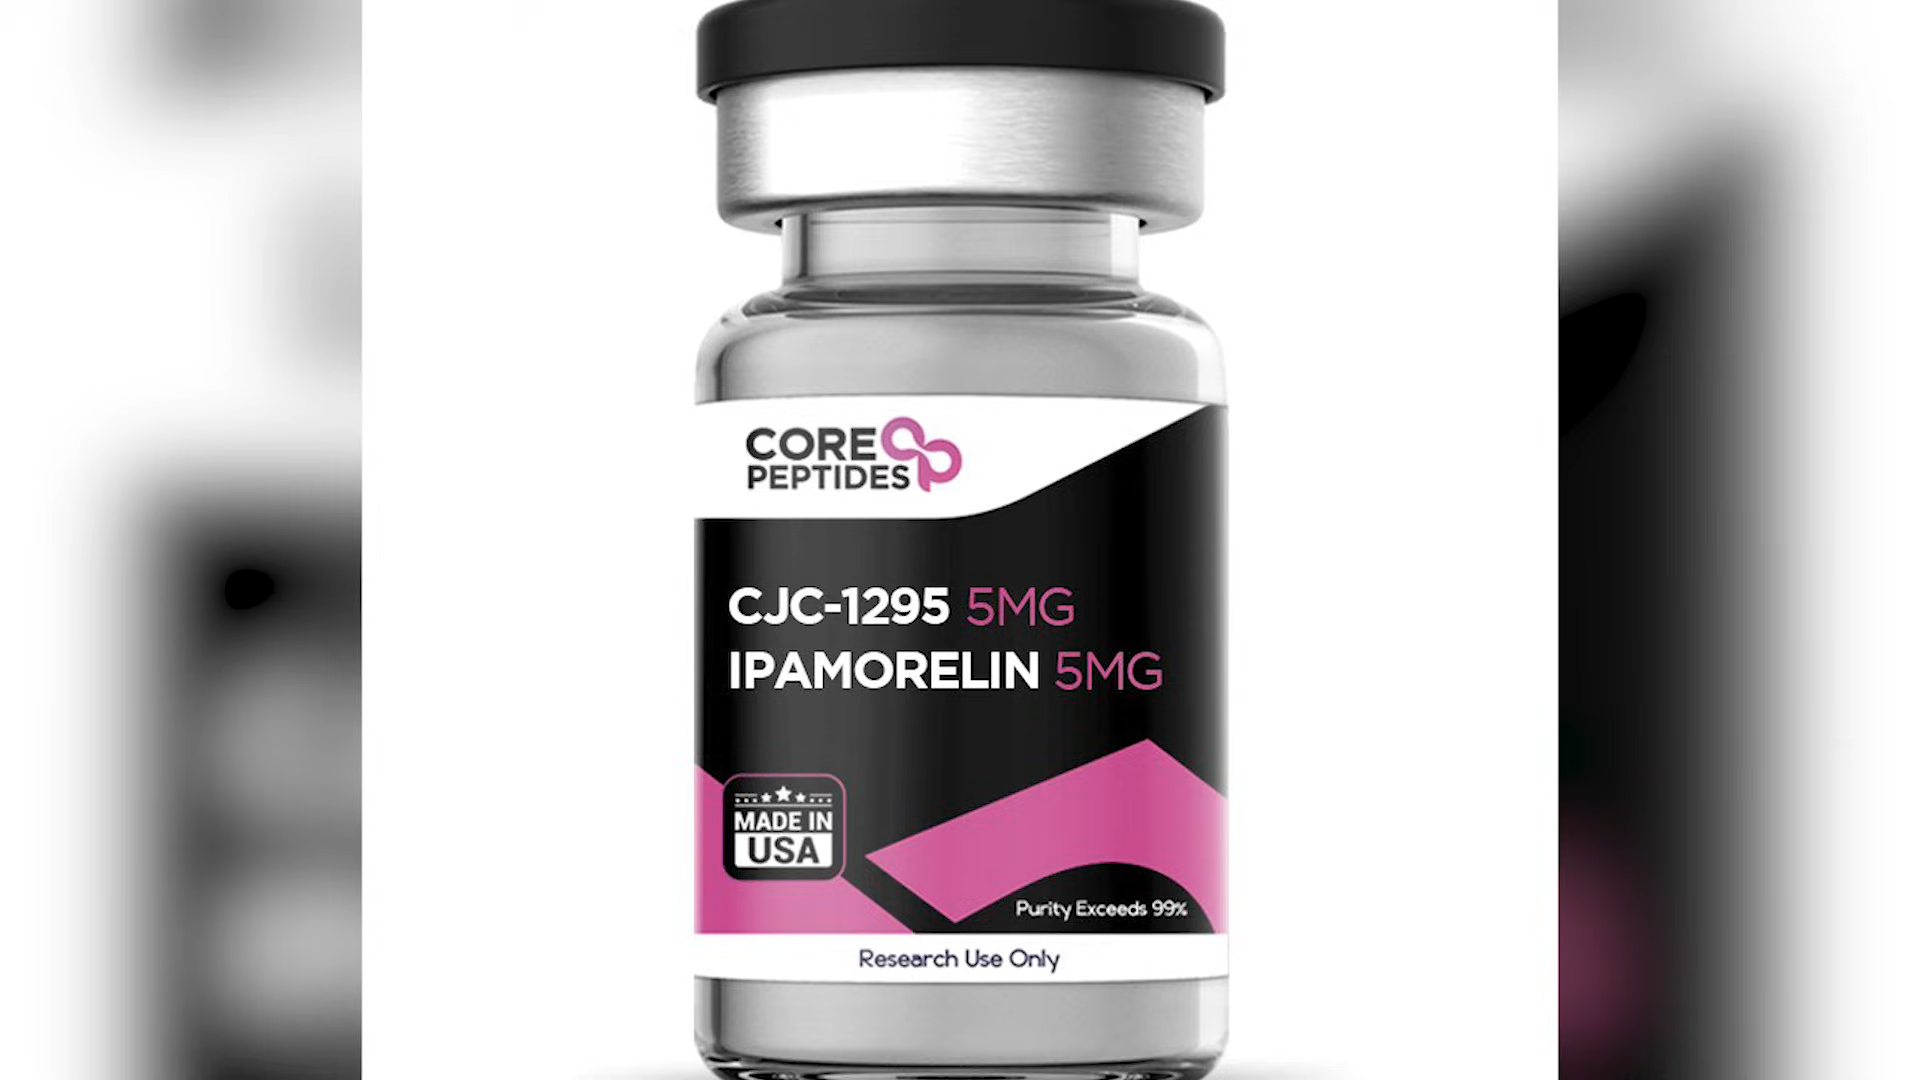 CORE
PEPTIDES
CJC-1295 5MG
IPAMORELIN 5MG
MADE IN
USA
Purity Exceeds 99%
Research Use Only